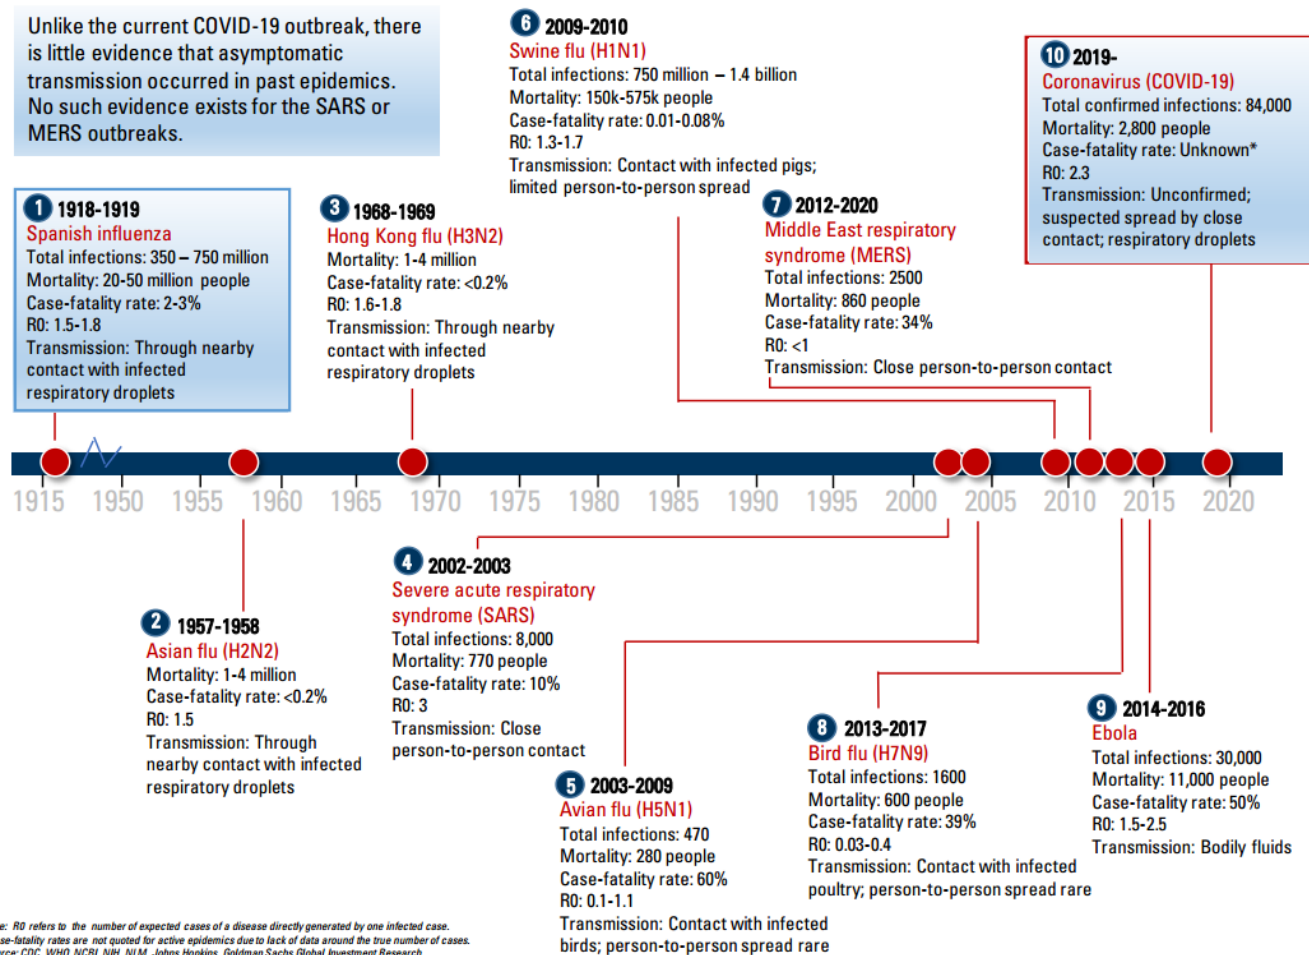 Unlike the current COVID-19 outbreak, there
is little evidence that asymptomatic
transmission occurred in past epidemics.
No such evidence exists for the SARS or
MERS outbreaks.
6 2009-2010
Swine flu (H1N1)
Total infections: 750 million – 1.4 billion
Mortality: 150k-575k people
Case-fatality rate: 0.01-0.08%
R0: 1.3-1.7
Transmission: Contact with infected pigs;
limited person-to-person spread
10 2019-
Coronavirus (COVID-19)
Total confirmed infections: 84,000
Mortality: 2,800 people
Case-fatality rate: Unknown*
R0: 2.3
Transmission: Unconfirmed;
suspected spread by close
contact; respiratory droplets
1 1918-1919
Spanish influenza
Total infections: 350 – 750 million
Mortality: 20-50 million people
Case-fatality rate: 2-3%
R0: 1.5-1.8
Transmission: Through nearby
contact with infected
respiratory droplets
3 1968-1969
Hong Kong flu (H3N2)
Mortality: 1-4 million
Case-fatality rate: <0.2%
R0: 1.6-1.8
Transmission: Through nearby
contact with infected
respiratory droplets
7 2012-2020
Middle East respiratory
syndrome (MERS)
Total infections: 2500
Mortality: 860 people
Case-fatality rate: 34%
R0: <1
Transmission: Close person-to-person contact
1915 1950 1955 1960 1965 1970 1975 1980 1985 1990 1995 2000 2005 2010 2015 2020
2 1957-1958
Asian flu (H2N2)
Mortality: 1-4 million
Case-fatality rate: <0.2%
R0: 1.5
Transmission: Through
nearby contact with infected
respiratory droplets
4 2002-2003
Severe acute respiratory
syndrome (SARS)
Total infections: 8,000
Mortality: 770 people
Case-fatality rate: 10%
R0: 3
Transmission: Close
person-to-person contact
5 2003-2009
Avian flu (H5N1)
Total infections: 470
Mortality: 280 people
Case-fatality rate: 60%
R0: 0.1-1.1
Transmission: Contact with infected
birds; person-to-person spread rare
8 2013-2017
Bird flu (H7N9)
Total infections: 1600
Mortality: 600 people
Case-fatality rate: 39%
R0: 0.03-0.4
Transmission: Contact with infected
poultry; person-to-person spread rare
9 2014-2016
Ebola
Total infections: 30,000
Mortality: 11,000 people
Case-fatality rate: 50%
R0: 1.5-2.5
Transmission: Bodily fluids
e: R0 refers to the number of expected cases of a disease directly generated by one infected case.
se-fatality rates are not quoted for active epidemics due to lack of data around the true number of cases.
rce: CDC, WHO, NCBI, NIH, NLM, Johns Hopkins, Goldman Sachs Global Investment Research